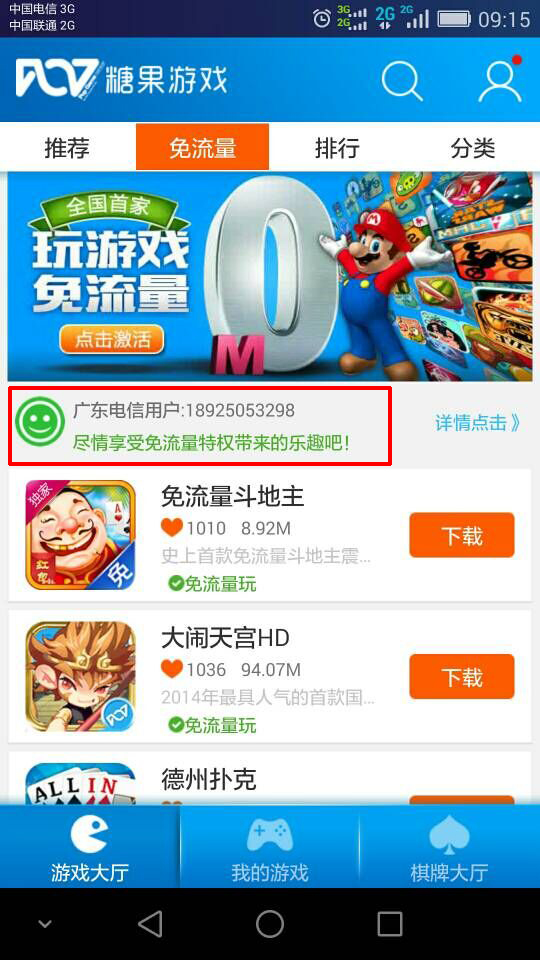 中国电信 3G
中国联通 2G
3G
2G
2G
2G
09:15
糖果游戏
推荐
免流量
排行
分类
全国首家
玩游戏
免流量
点击激活
0
M
广东电信用户:18925053298
尽情享受免流量特权带来的乐趣吧!
详情点击》
独家
免
免流量斗地主
1010 8.92M
史上首款免流量斗地主震...
免流量玩
下载
大闹天宫HD
1036 94.07M
2014年最具人气的首款国...
免流量玩
下载
ALL IN
德州扑克
游戏大厅
我的游戏
棋牌大厅